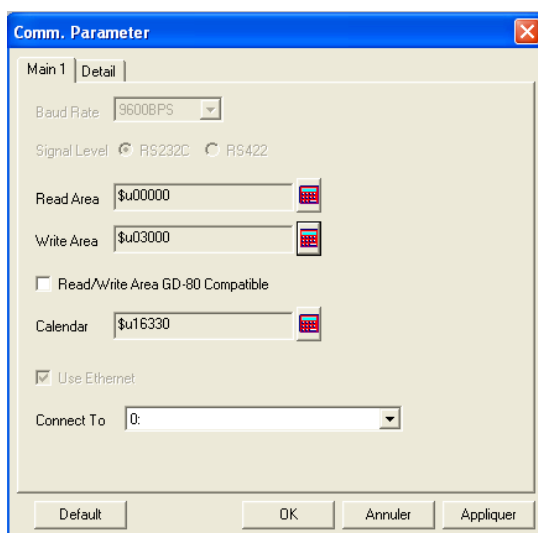 Comm. Parameter
Main 1 Detail
Baud Rate 9600BPS
Signal Level RS232C RS422
Read Area $u00000
Write Area $u03000
Read/Write Area GD-80 Compatible
Calendar $u16330
Use Ethernet
Connect To 0:
Default OK Annuler Appliquer